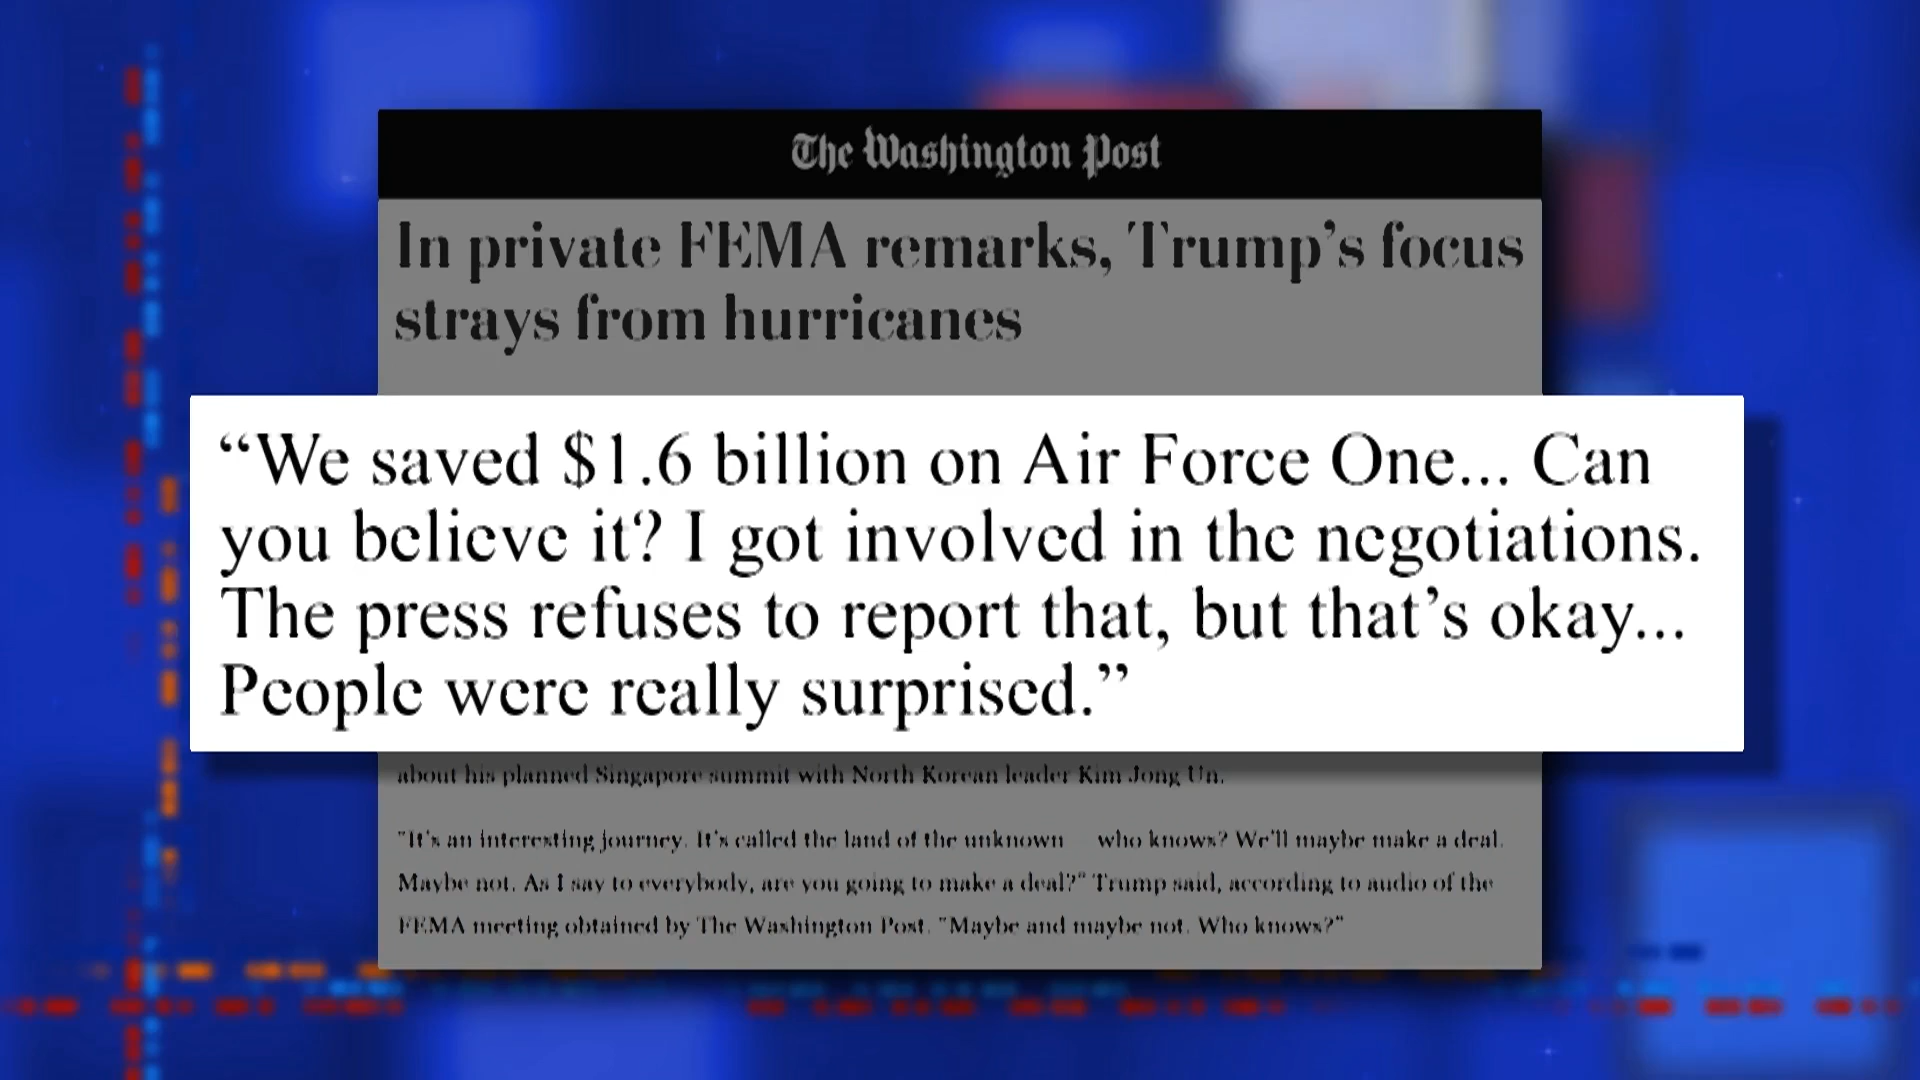 The Washington Post
In private FEMA remarks, Trump’s focus
strays from hurricanes
“We saved $1.6 billion on Air Force One... Can
you believe it? I got involved in the negotiations.
The press refuses to report that, but that’s okay...
People were really surprised.”
about his planned Singapore summit with North Korean leader Kim Jong Un.
"It's an interesting journey. It's called the land of the unknown — who knows? We'll maybe make a deal.
Maybe not. As I say to everybody, are you going to make a deal?" Trump said, according to audio of the
FEMA meeting obtained by The Washington Post. "Maybe and maybe not. Who knows?"